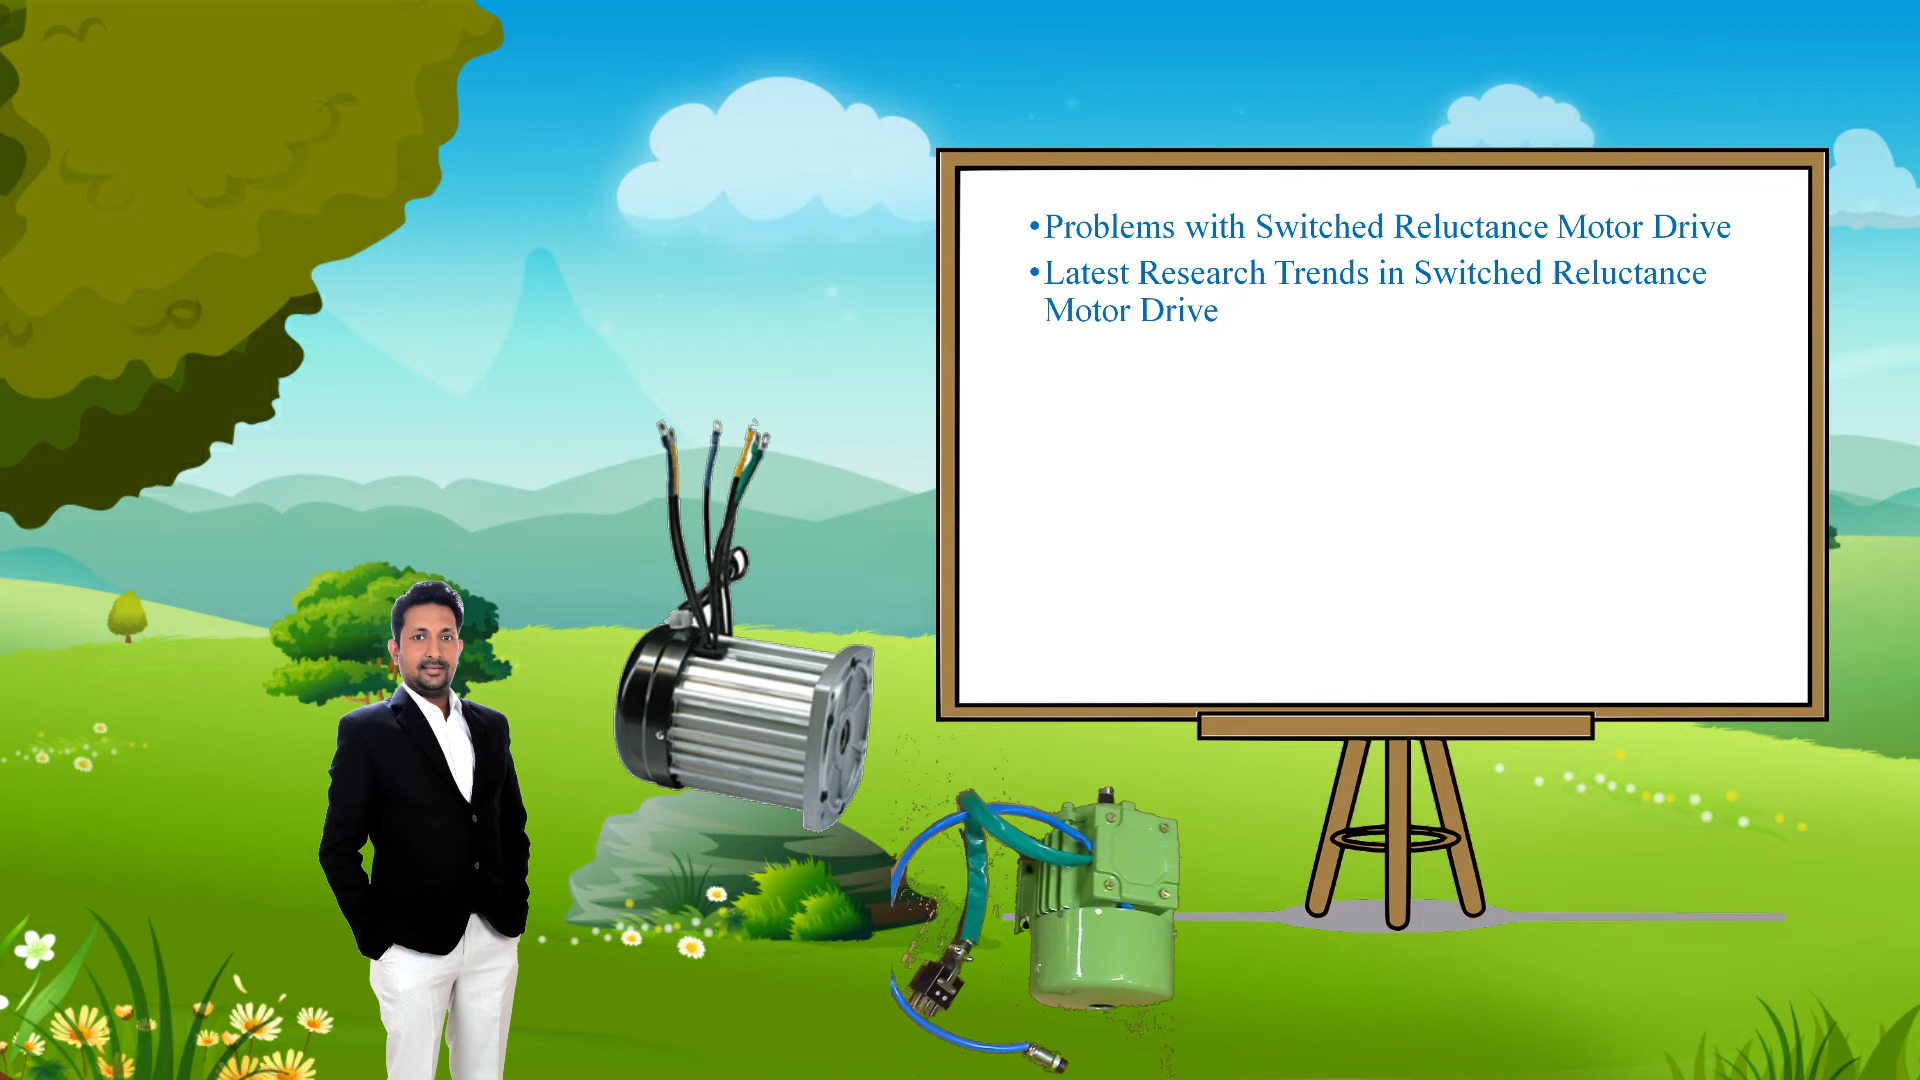 •Problems with Switched Reluctance Motor Drive
•Latest Research Trends in Switched Reluctance
Motor Drive